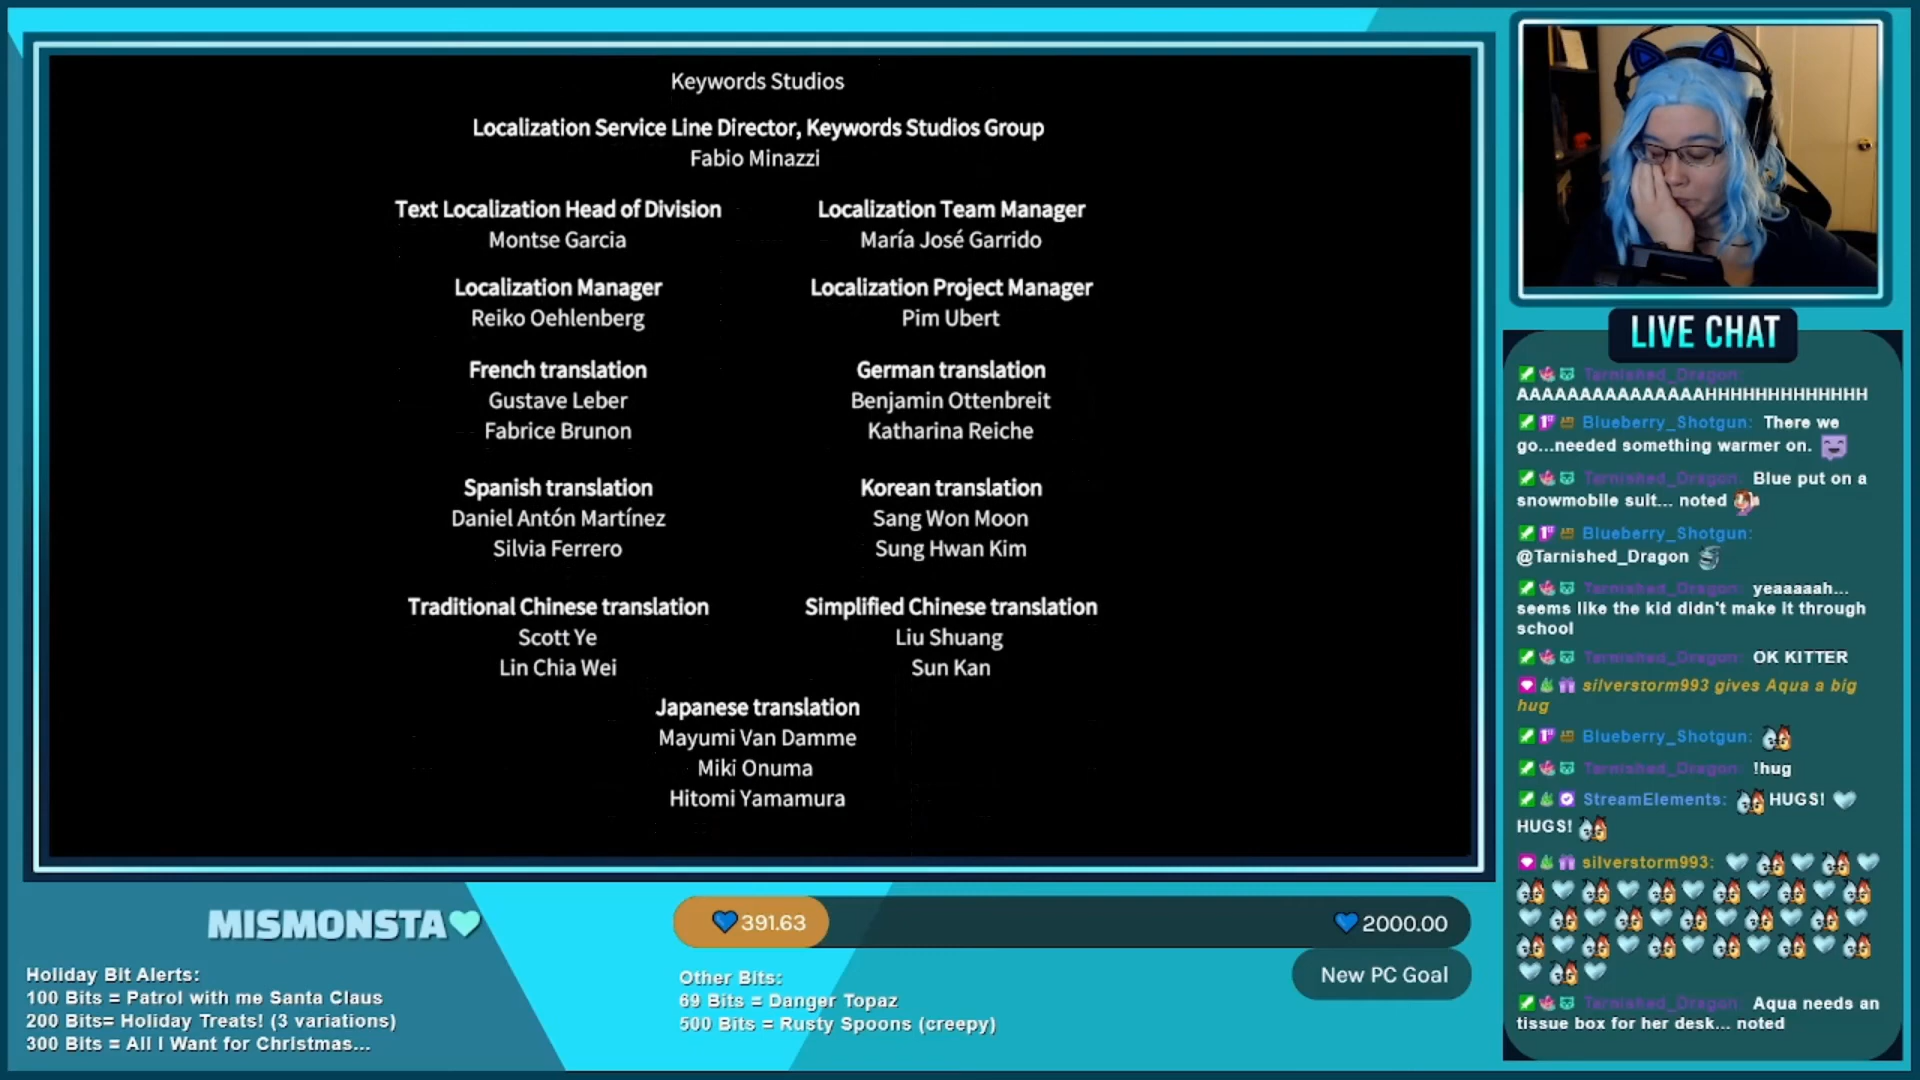 Keywords Studios
Localization Service Line Director, Keywords Studios Group
Fabio Minazzi
Text Localization Head of Division
Montse Garcia
Localization Team Manager
María José Garrido
Localization Manager
Reiko Oehlenberg
Localization Project Manager
Pim Ubert
French translation
Gustave Leber
Fabrice Brunon
German translation
Benjamin Ottenbreit
Katharina Reiche
Spanish translation
Daniel Antón Martínez
Silvia Ferrero
Korean translation
Sang Won Moon
Sung Hwan Kim
Traditional Chinese translation
Scott Ye
Lin Chia Wei
Simplified Chinese translation
Liu Shuang
Sun Kan
Japanese translation
Mayumi Van Damme
Miki Onuma
Hitomi Yamamura
LIVE CHAT
Tarnished_Dragon:
AAAAAAAAAAAAAAAHHHHHHHHHHHHH
Blueberry_Shotgun: There we
go...needed something warmer on.
Tarnished_Dragon: Blue put on a
snowmobile suit... noted
Blueberry_Shotgun:
@Tarnished_Dragon
Tarnished_Dragon: yeaaaaah...
seems like the kid didn't make it through
school
Tarnished_Dragon: OK KITTER
silverstorm993 gives Aqua a big
hug
Blueberry_Shotgun:
Tarnished_Dragon: !hug
StreamElements: HUGS!
HUGS!
silverstorm993:
Tarnished_Dragon: Aqua needs an
tissue box for her desk... noted
MISMONSTA
Holiday Bit Alerts:
100 Bits = Patrol with me Santa Claus
200 Bits= Holiday Treats! (3 variations)
300 Bits = All I Want for Christmas...
391.63
2000.00
New PC Goal
Other Bits:
69 Bits = Danger Topaz
500 Bits = Rusty Spoons (creepy)